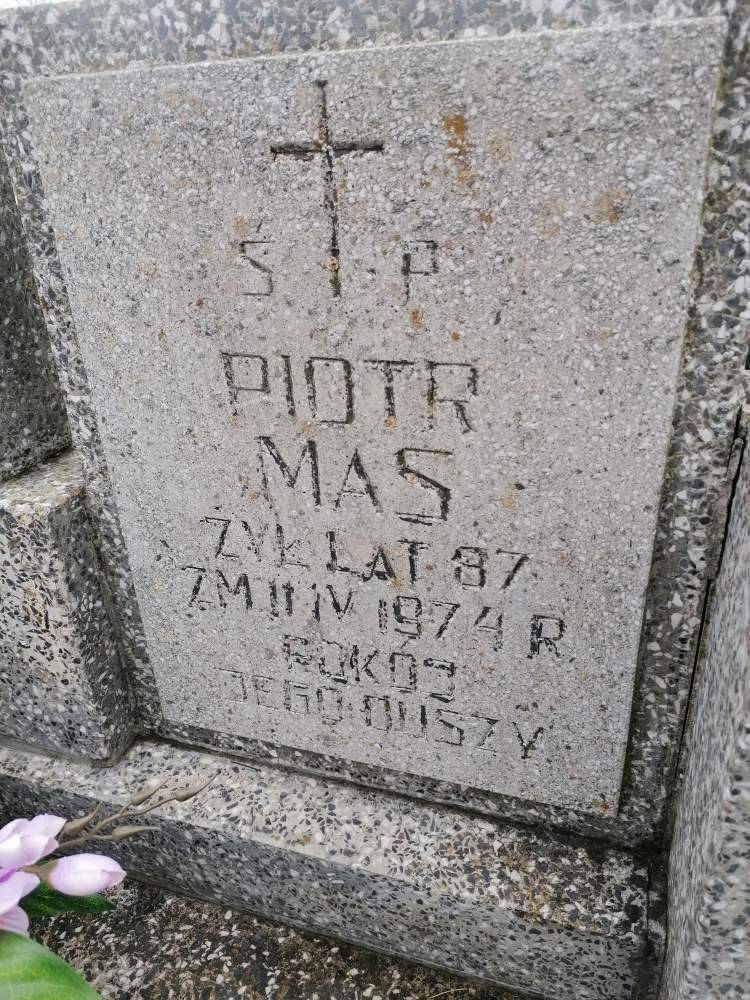 Ś P
PIOTR
MAS
ŻYŁ LAT 87
ZM 11 IV 1974 R
POKÓJ
JEGO DUSZY